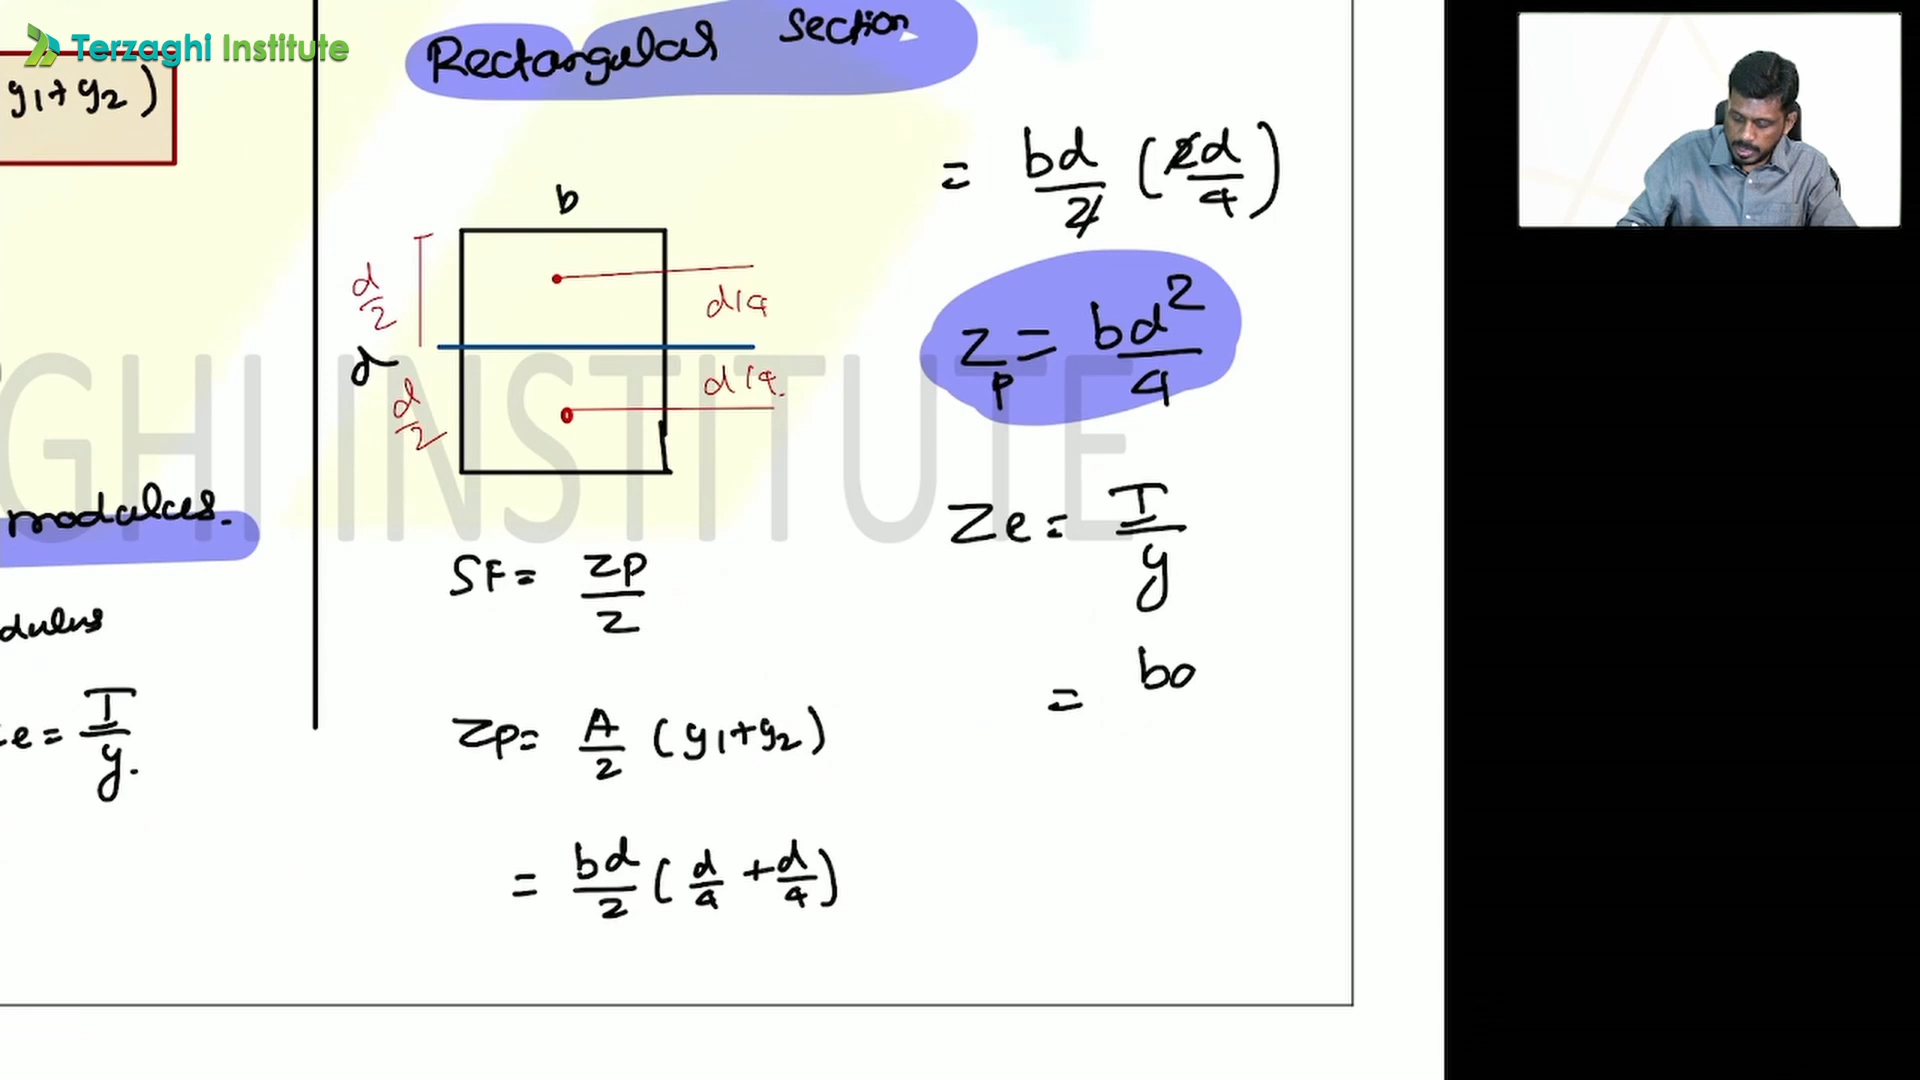 Terzaghi Institute
y1+y2)
modulus.
dulus
e = I/y.
Rectangular section
b
d/2
d
d/2
d/4
d/4.
SF = ZP/Z
Zp = A/2 (y1+y2)
= bd/2 (d/4 + d/4)
= bd/2 (2d/4)
Zp = bd²/4
Ze = I/y
= bd
GHI INSTITUTE